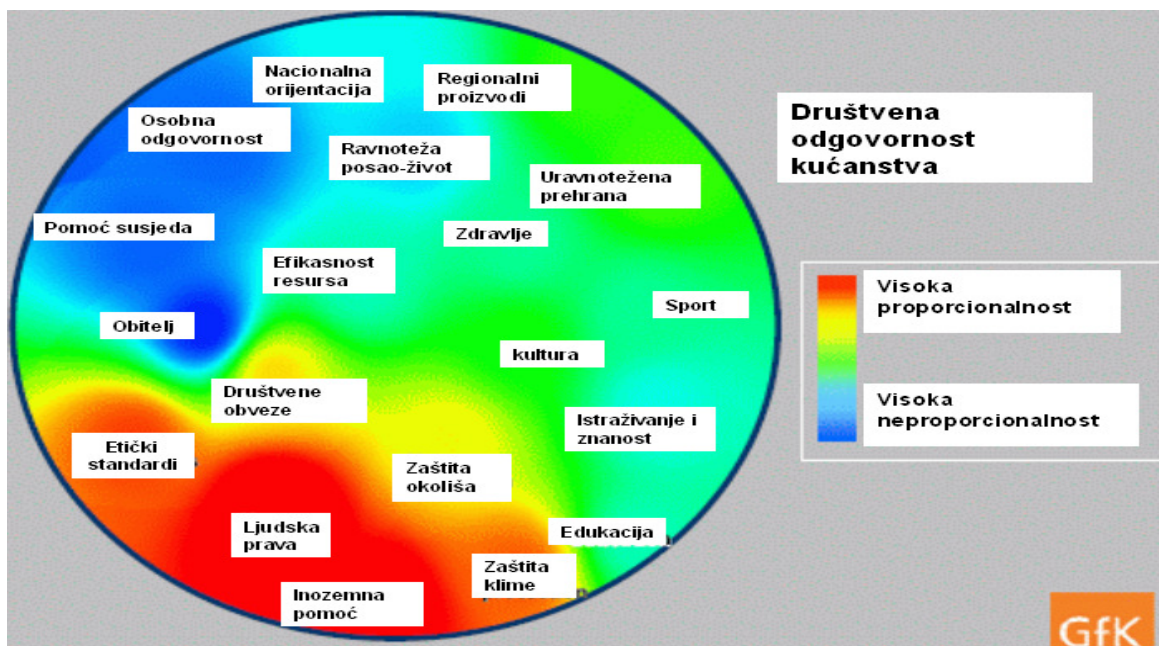 Nacionalna
orijentacija
Regionalni
proizvodi
Osobna
odgovornost
Ravnoteža
posao-život
Uravnotežena
prehrana
Pomoć susjeda
Zdravlje
Efikasnost
resursa
Sport
Obitelj
kultura
Društvene
obveze
Istraživanje i
znanost
Etički
standardi
Zaštita
okoliša
Ljudska
prava
Edukacija
Zaštita
klime
Inozemna
pomoć
Društvena
odgovornost
kućanstva
Visoka
proporcionalnost
Visoka
neproporcionalnost
GfK